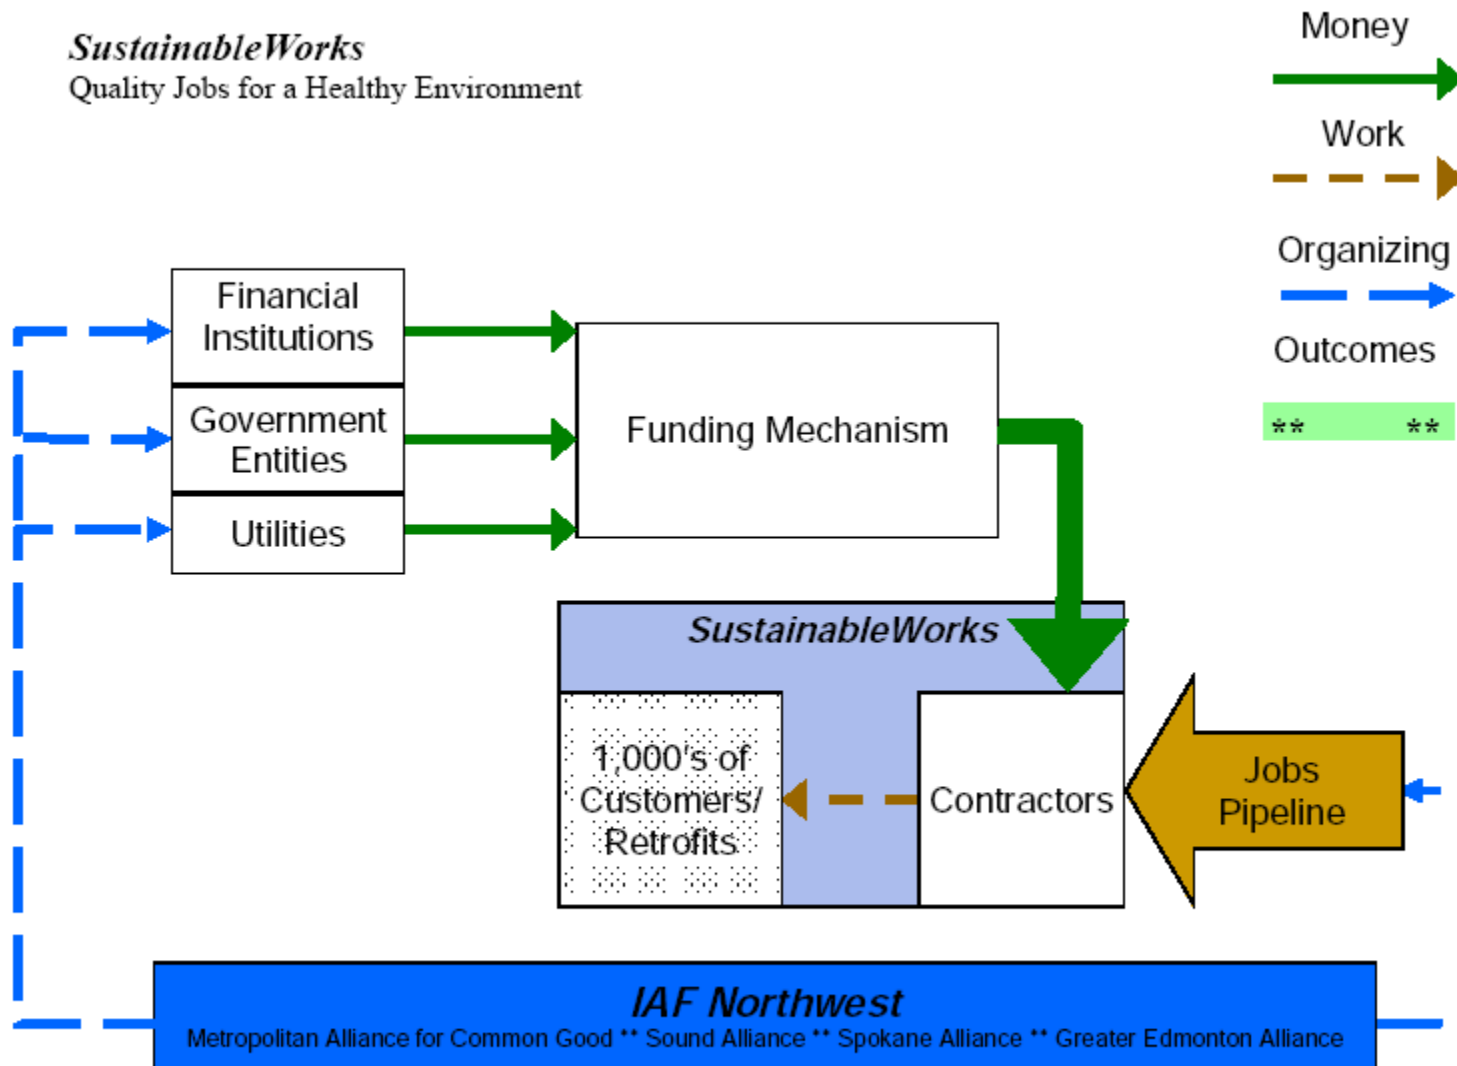 SustainableWorks
Quality Jobs for a Healthy Environment
Money
Work
Organizing
Outcomes
** **
Financial
Institutions
Government
Entities
Utilities
Funding Mechanism
SustainableWorks
1,000's of
Customers/
Retrofits
Contractors
Jobs
Pipeline
IAF Northwest
Metropolitan Alliance for Common Good ** Sound Alliance ** Spokane Alliance ** Greater Edmonton Alliance